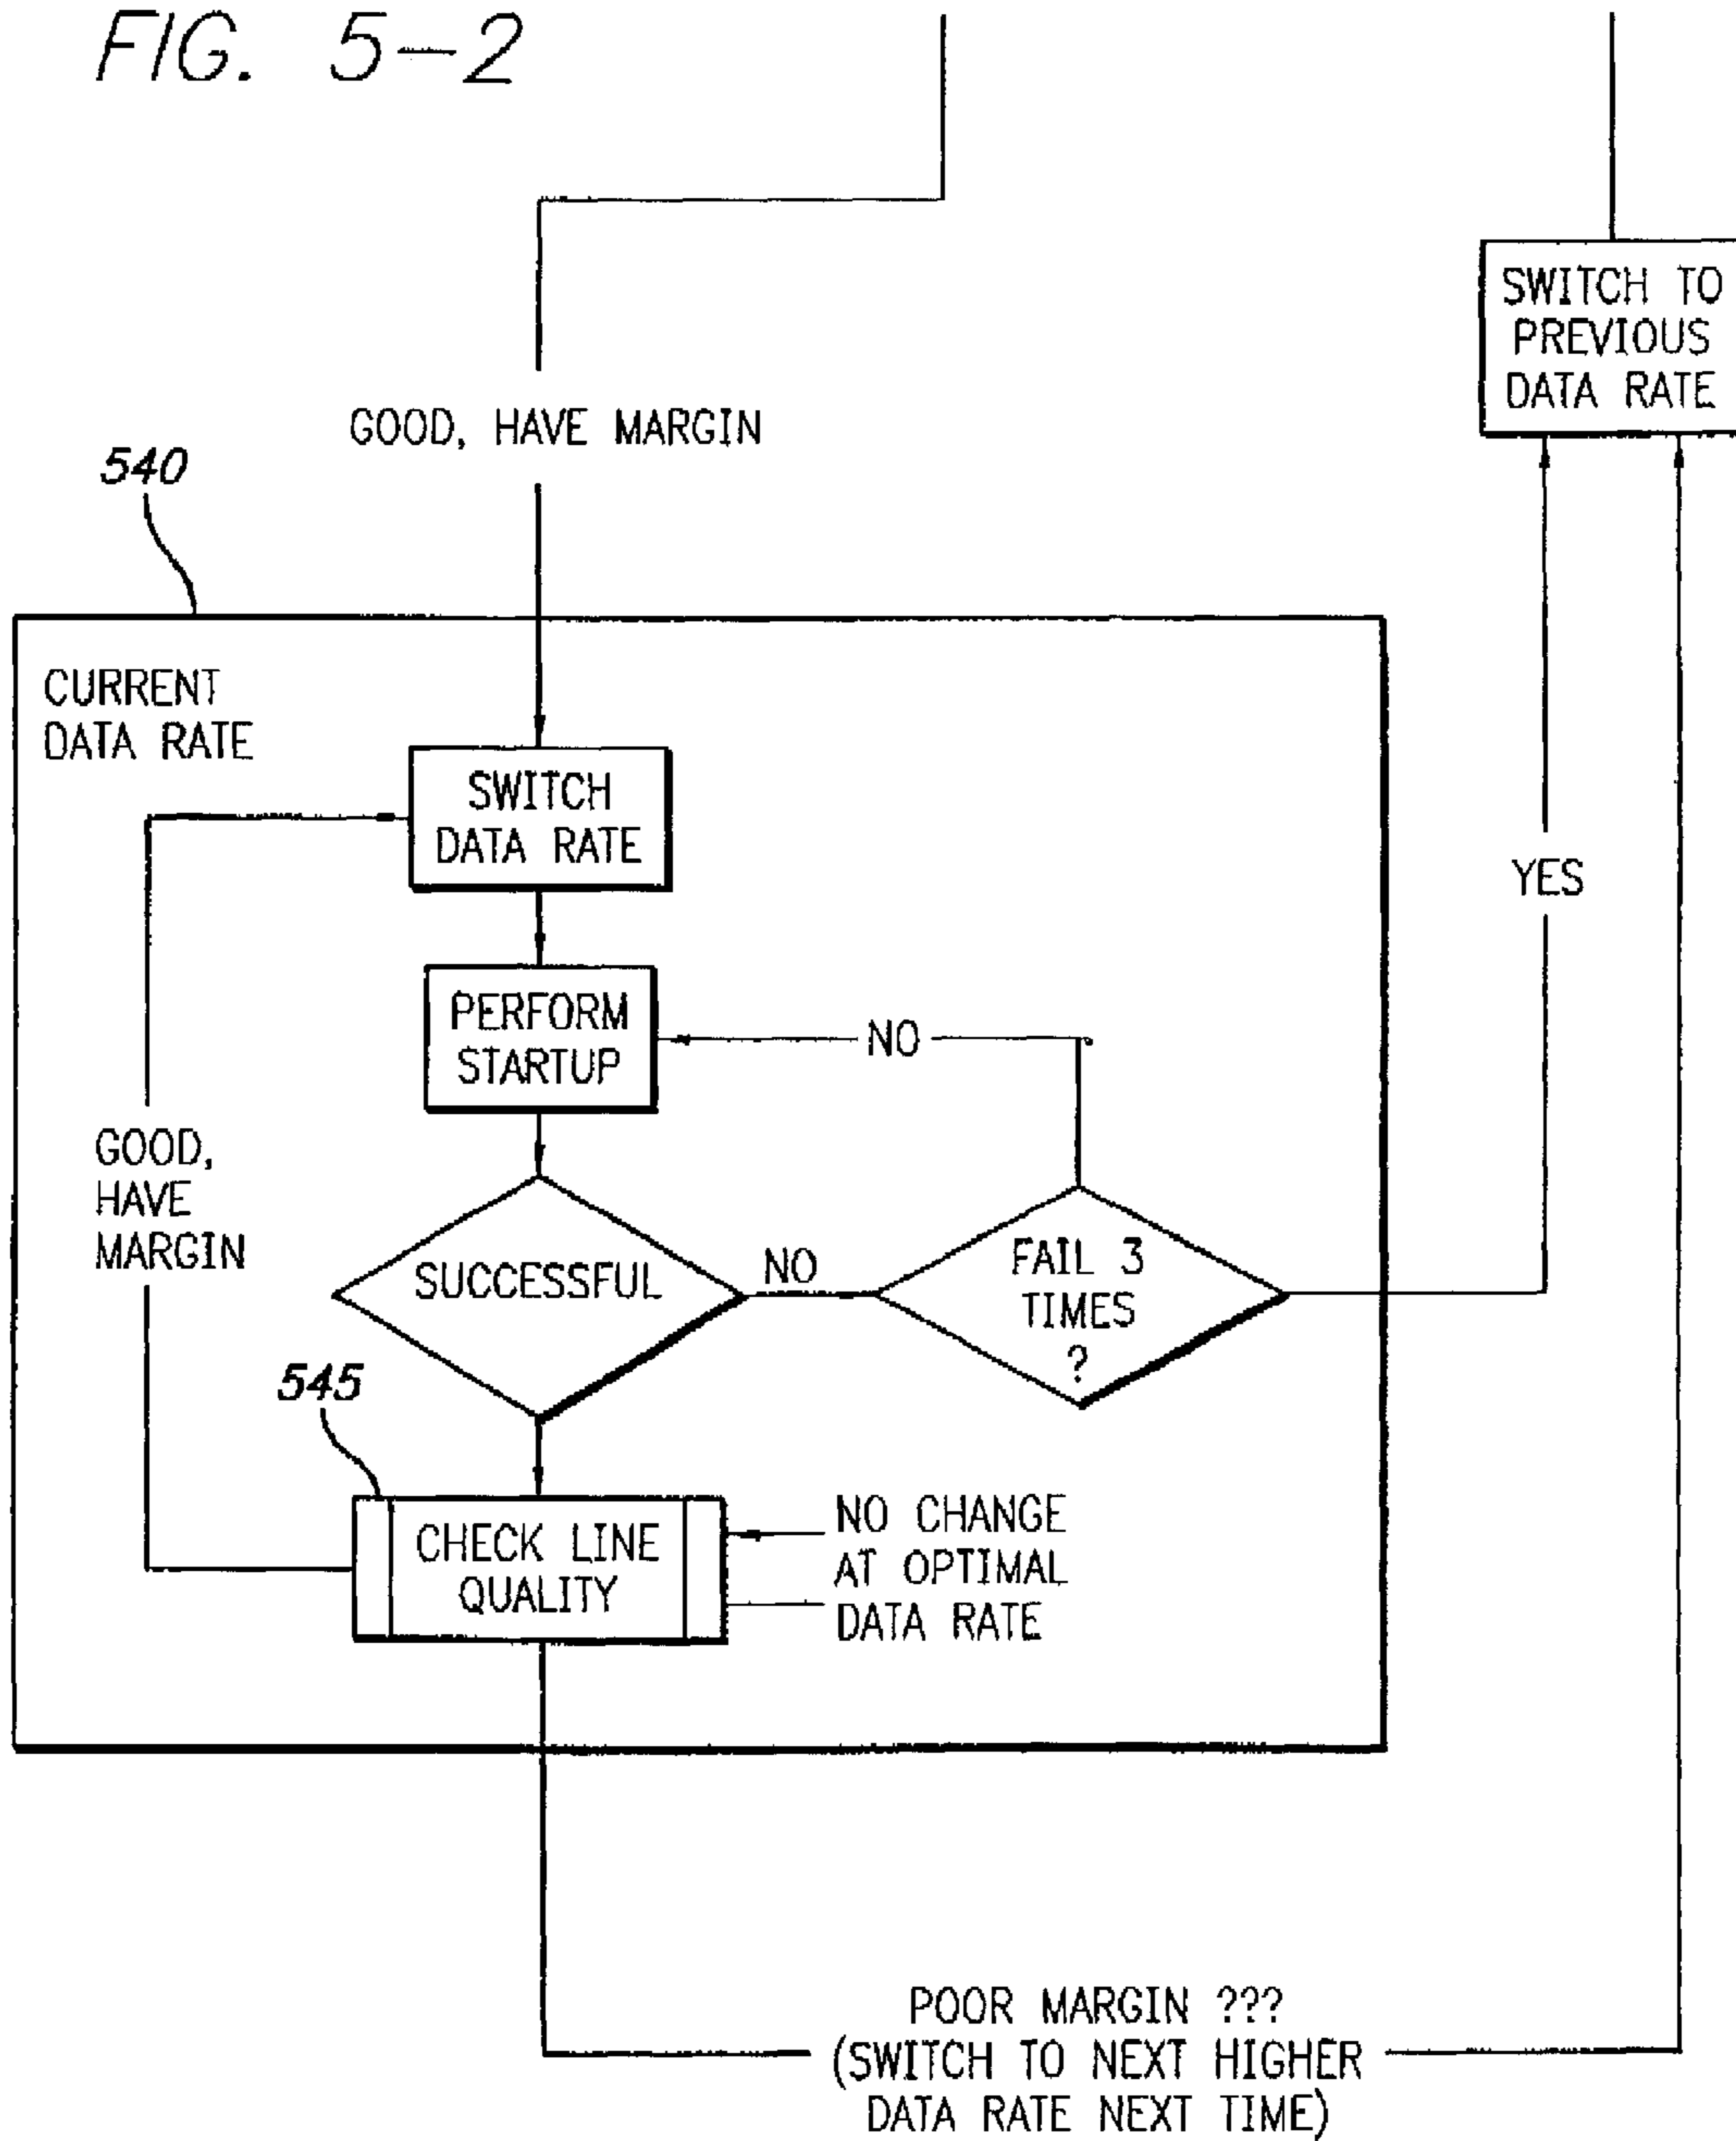 FIG. 5-2
SWITCH TO
PREVIOUS
DATA RATE
GOOD, HAVE MARGIN
540
CURRENT
DATA RATE
SWITCH
DATA RATE
YES
PERFORM
STARTUP
NO
GOOD,
HAVE
MARGIN
SUCCESSFUL
NO
FAIL 3
TIMES
?
545
CHECK LINE
QUALITY
NO CHANGE
AT OPTIMAL
DATA RATE
POOR MARGIN ???
(SWITCH TO NEXT HIGHER
DATA RATE NEXT TIME)